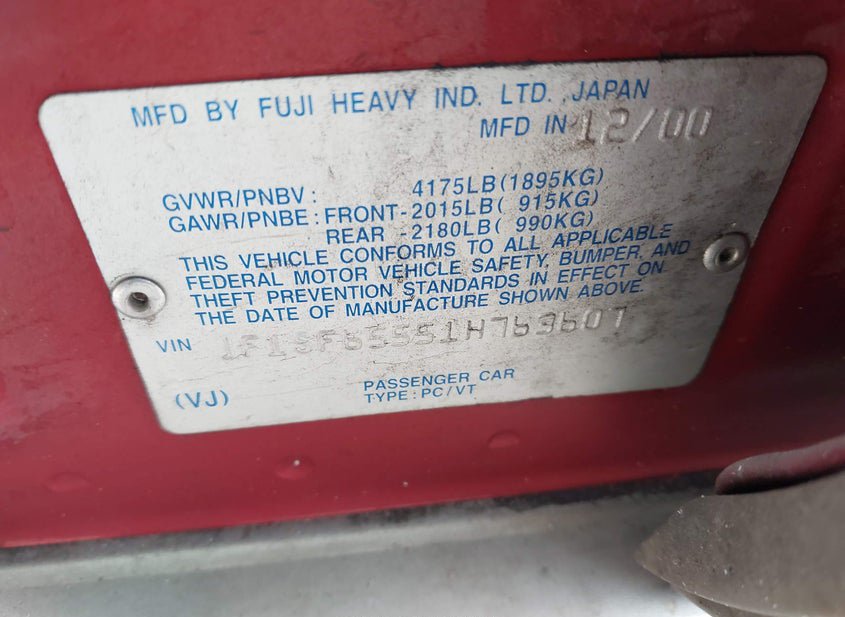 MFD BY FUJI HEAVY IND. LTD. JAPAN
MFD IN 12/00
GVWR/PNBV: 4175LB(1895KG)
GAWR/PNBE: FRONT-2015LB( 915KG)
REAR -2180LB( 990KG)
THIS VEHICLE CONFORMS TO ALL APPLICABLE
FEDERAL MOTOR VEHICLE SAFETY, BUMPER, AND
THEFT PREVENTION STANDARDS IN EFFECT ON
THE DATE OF MANUFACTURE SHOWN ABOVE.
VIN
(VJ)
PASSENGER CAR
TYPE: PC/VT